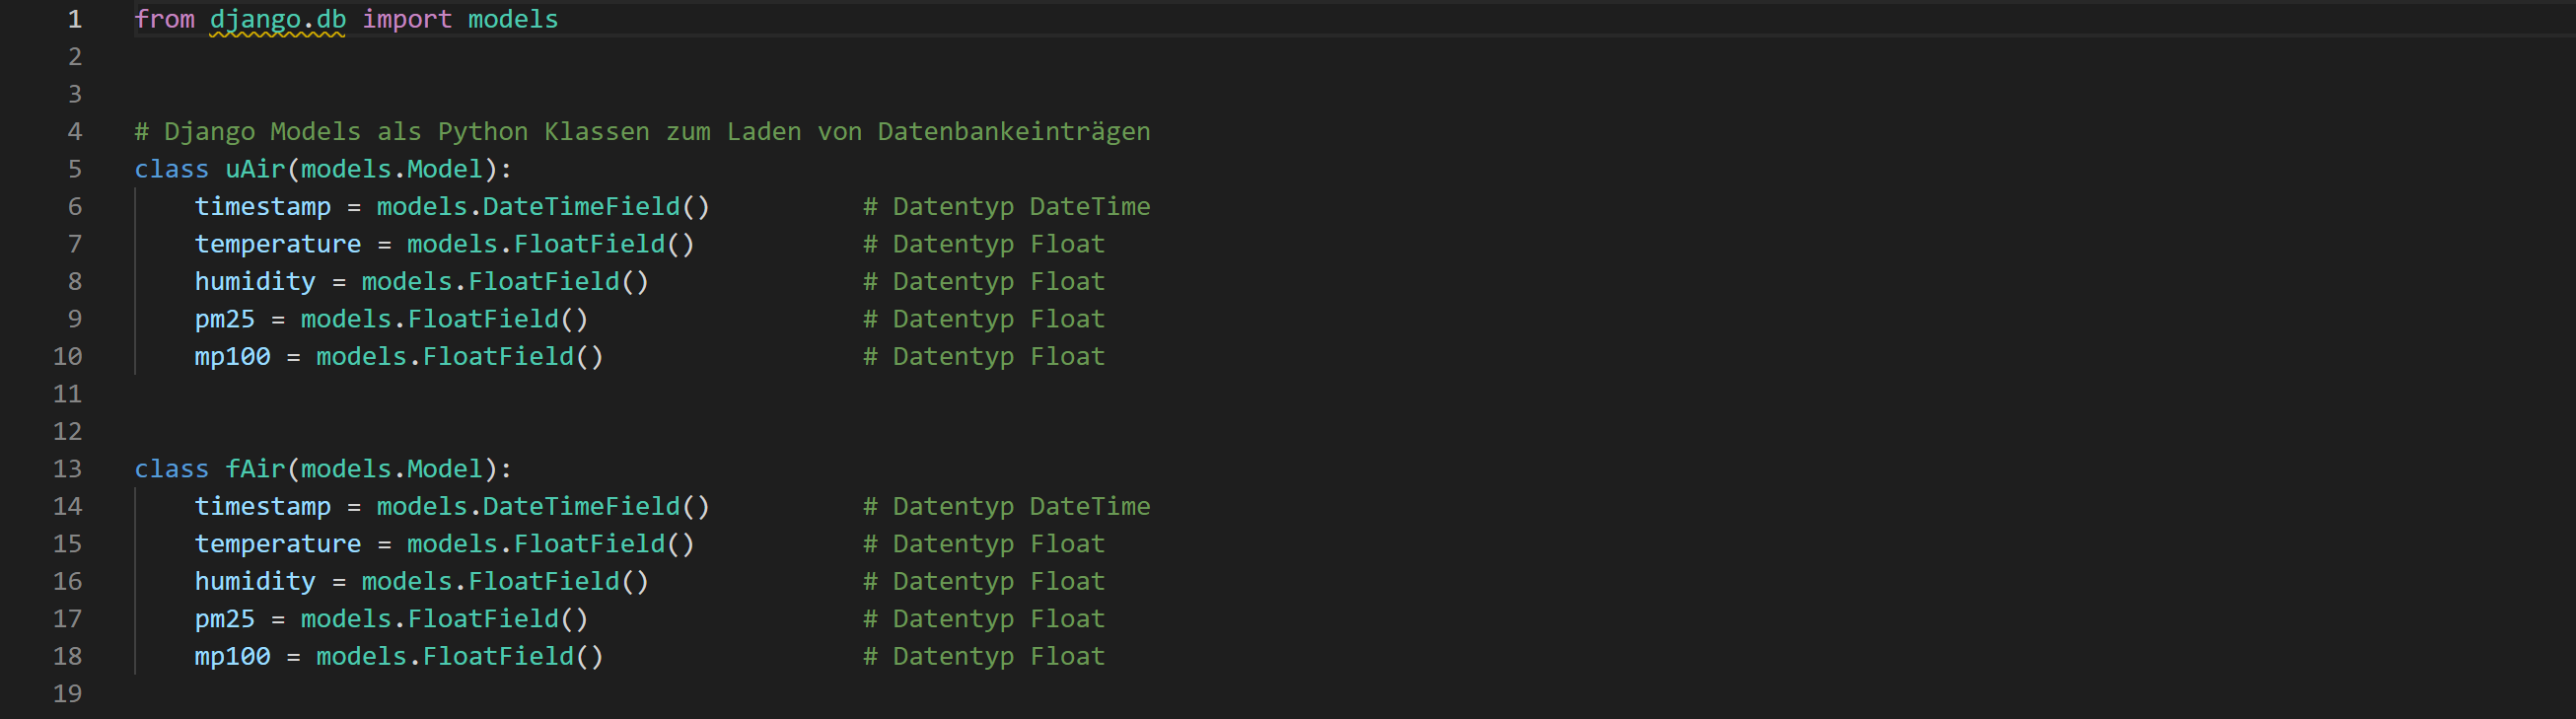 1 from django.db import models
2
3
4 # Django Models als Python Klassen zum Laden von Datenbankeinträgen
5 class uAir(models.Model):
6 timestamp = models.DateTimeField() # Datentyp DateTime
7 temperature = models.FloatField() # Datentyp Float
8 humidity = models.FloatField() # Datentyp Float
9 pm25 = models.FloatField() # Datentyp Float
10 mp100 = models.FloatField() # Datentyp Float
11
12
13 class fAir(models.Model):
14 timestamp = models.DateTimeField() # Datentyp DateTime
15 temperature = models.FloatField() # Datentyp Float
16 humidity = models.FloatField() # Datentyp Float
17 pm25 = models.FloatField() # Datentyp Float
18 mp100 = models.FloatField() # Datentyp Float
19